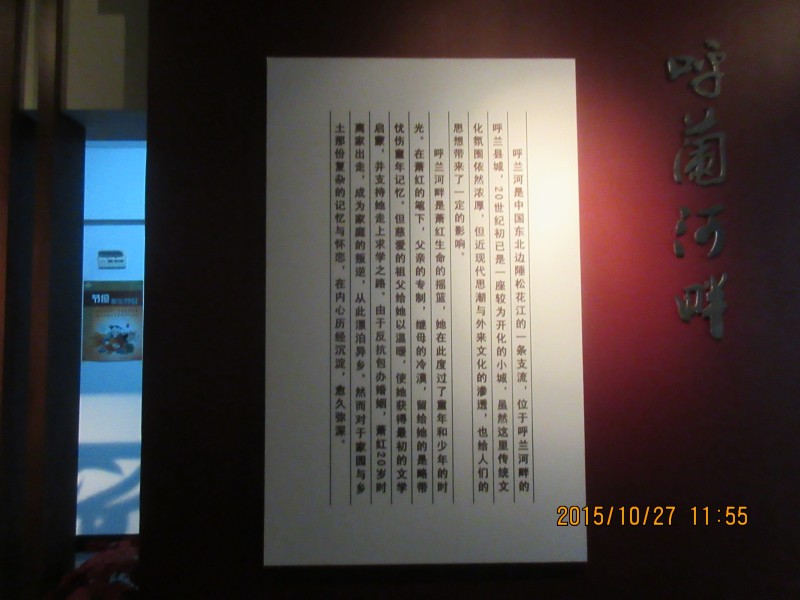 呼蘭河畔
呼兰河是中国东北边陲松花江的一条支流，位于呼兰河畔的
呼兰县城，20世纪初已是一座较为开化的小城，虽然这里传统文
化氛围依然浓厚，但近现代思潮与外来文化的渗透，也给人们的
思想带来了一定的影响。
呼兰河畔是萧红生命的摇篮，她在此度过了童年和少年的时
光，在萧红的笔下，父亲的专制，继母的冷漠，留给她的是略带
忧伤童年记忆，但慈爱的祖父给她以温暖，使她获得最初的文学
启蒙，并支持她走上求学之路。由于反抗包办婚姻，萧红20岁时
离家出走，成为家庭的叛逆，从此漂泊异乡。然而对于家园与乡
土那份复杂的记忆与怀恋，在内心历经沉淀，愈久弥深。
节俭
2015/10/27 11:55